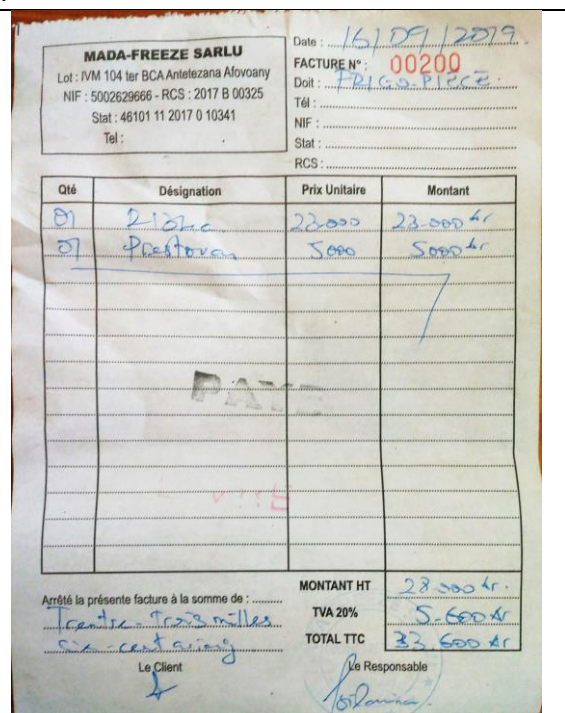 Date : 16/09/2019
MADA-FREEZE SARLU
FACTURE N° : 00200
Lot : IVM 104 ter BCA Antetezana Afovoany
Doit : FRIGO-PIECE
NIF : 5002629666 - RCS : 2017 B 00325
Tél :
Stat : 46101 11 2017 0 10341
NIF :
Tel :
Stat :
RCS :
Qté Désignation Prix Unitaire Montant
01 23.000 23.000 Ar
01 5000 5000 Ar
PAYE
MONTANT HT 28.000 Ar
Arrêté la présente facture à la somme de :
TVA 20% 5.600 Ar
Trente-Trois milles
TOTAL TTC 33.600 Ar
six-cent ariary
Le Client Le Responsable